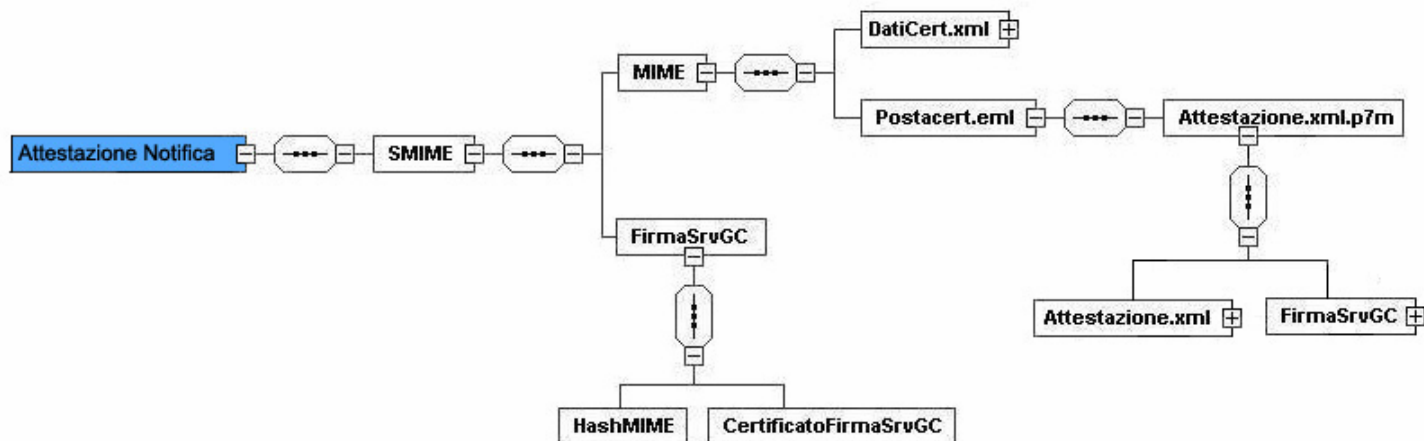 DatiCert.xml
MIME
Postacert.eml
Attestazione.xml.p7m
Attestazione Notifica
SMIME
FirmaSrvGC
Attestazione.xml
FirmaSrvGC
HashMIME
CertificatoFirmaSrvGC